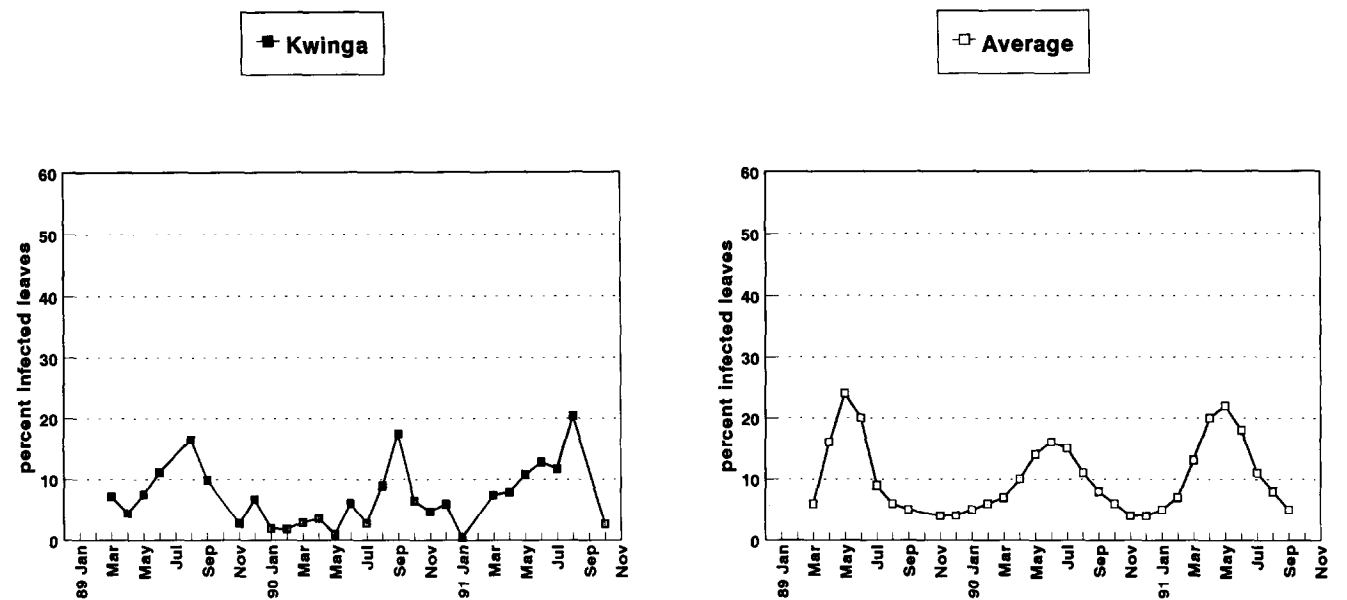 Kwinga
Average
percent infected leaves
60
50
40
30
20
10
0
89 Jan
Mar
May
Jul
Sep
Nov
90 Jan
Mar
May
Jul
Sep
Nov
91 Jan
Mar
May
Jul
Sep
Nov
percent infected leaves
60
50
40
30
20
10
0
89 Jan
Mar
May
Jul
Sep
Nov
90 Jan
Mar
May
Jul
Sep
Nov
91 Jan
Mar
May
Jul
Sep
Nov